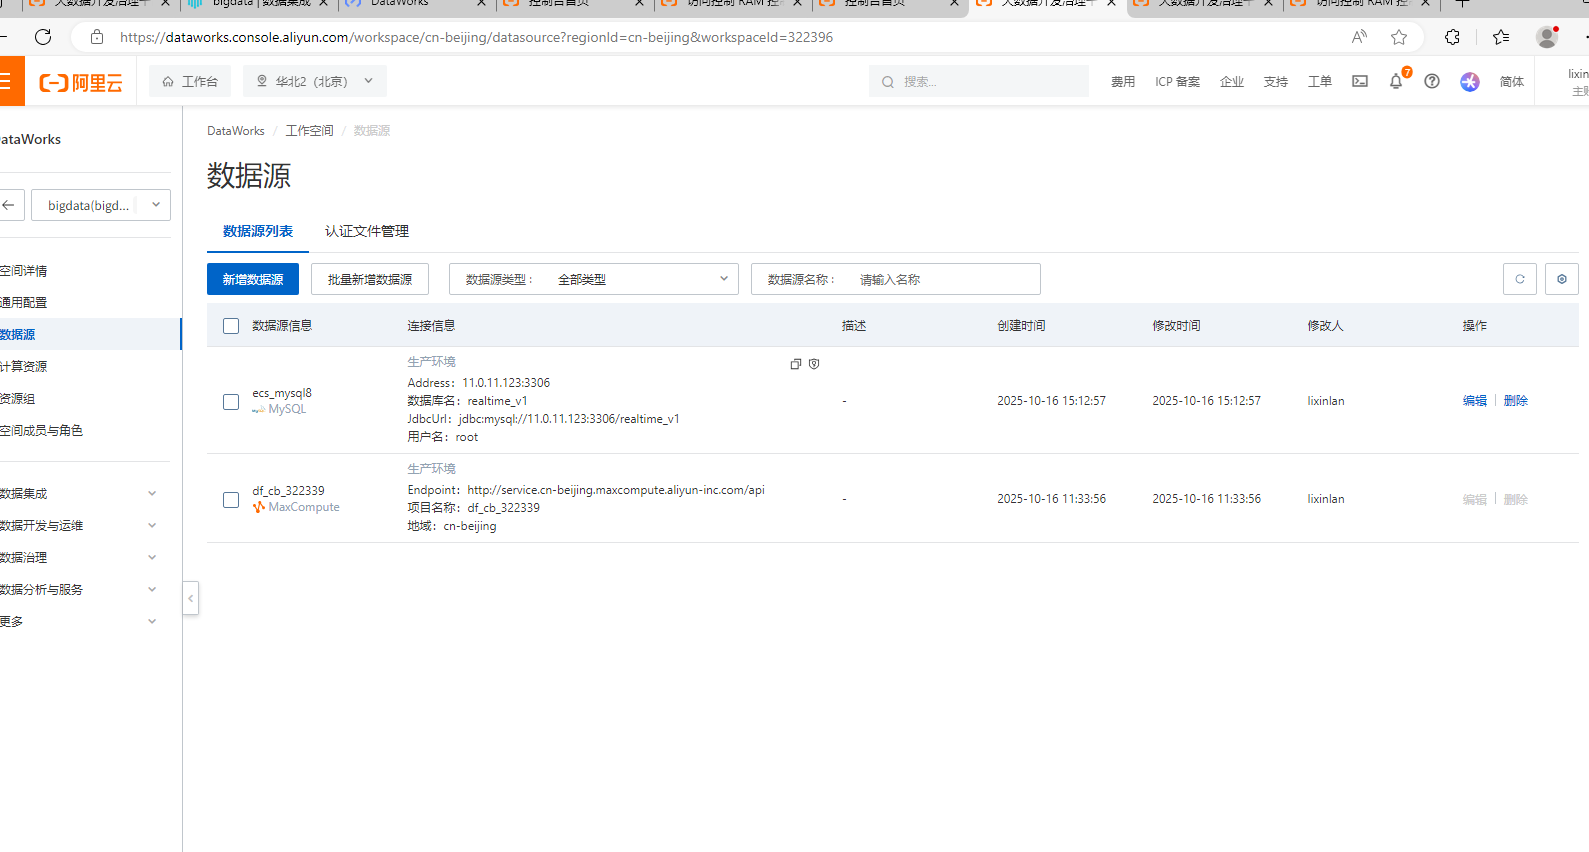 bigdata | 数据集成
DataWorks
https://dataworks.console.aliyun.com/workspace/cn-beijing/datasource?regionId=cn-beijing&workspaceId=322396
阿里云
工作台
华北2（北京）
搜索...
费用
ICP 备案
企业
支持
工单
7
简体
lixin
主账
ataWorks
bigdata(bigd...
空间详情
通用配置
数据源
计算资源
资源组
空间成员与角色
数据集成
数据开发与运维
数据治理
数据分析与服务
更多
DataWorks / 工作空间 / 数据源
数据源
数据源列表
认证文件管理
新增数据源
批量新增数据源
数据源类型： 全部类型
数据源名称： 请输入名称
数据源信息 连接信息 描述 创建时间 修改时间 修改人 操作
ecs_mysql8
MySQL
生产环境
Address： 11.0.11.123:3306
数据库名： realtime_v1
JdbcUrl： jdbc:mysql://11.0.11.123:3306/realtime_v1
用户名： root
-
2025-10-16 15:12:57
2025-10-16 15:12:57
lixinlan
编辑 | 删除
df_cb_322339
MaxCompute
生产环境
Endpoint： http://service.cn-beijing.maxcompute.aliyun-inc.com/api
项目名称： df_cb_322339
地域： cn-beijing
-
2025-10-16 11:33:56
2025-10-16 11:33:56
lixinlan
编辑 | 删除